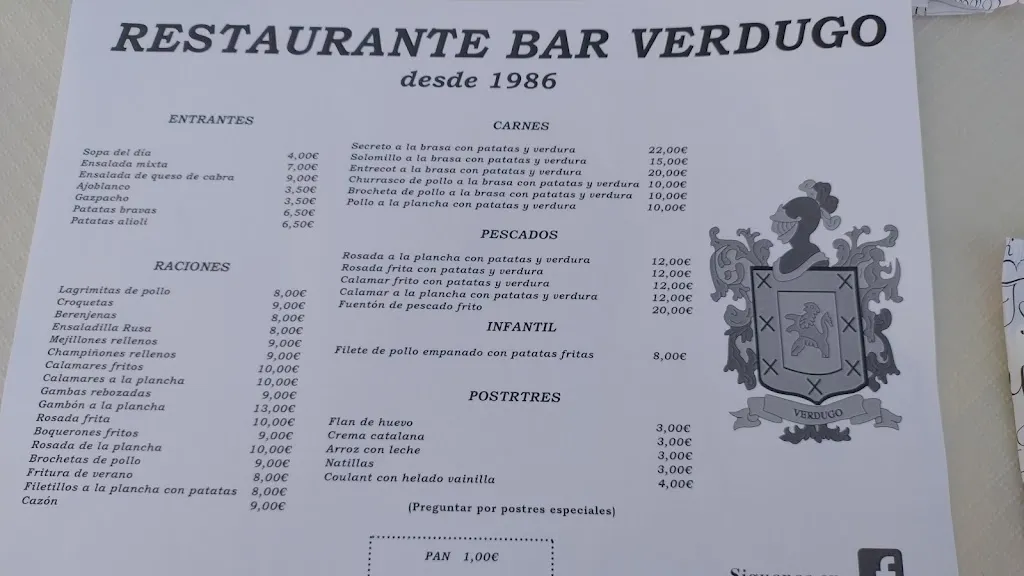 RESTAURANTE BAR VERDUGO
desde 1986
ENTRANTES
Sopa del día 4,00€
Ensalada mixta 7,00€
Ensalada de queso de cabra 9,00€
Ajoblanco 3,50€
Gazpacho 3,50€
Patatas bravas 6,50€
Patatas alioli 6,50€
RACIONES
Lagrimitas de pollo 8,00€
Croquetas 9,00€
Berenjenas 8,00€
Ensaladilla Rusa 8,00€
Mejillones rellenos 9,00€
Champiñones rellenos 9,00€
Calamares fritos 10,00€
Calamares a la plancha 10,00€
Gambas rebozadas 9,00€
Gambón a la plancha 13,00€
Rosada frita 10,00€
Boquerones fritos 9,00€
Rosada de la plancha 10,00€
Brochetas de pollo 9,00€
Fritura de verano 8,00€
Filetillos a la plancha con patatas 8,00€
Cazón 9,00€
CARNES
Secreto a la brasa con patatas y verdura 22,00€
Solomillo a la brasa con patatas y verdura 15,00€
Entrecot a la brasa con patatas y verdura 20,00€
Churrasco de pollo a la brasa con patatas y verdura 10,00€
Brocheta de pollo a la brasa con patatas y verdura 10,00€
Pollo a la plancha con patatas y verdura 10,00€
PESCADOS
Rosada a la plancha con patatas y verdura 12,00€
Rosada frita con patatas y verdura 12,00€
Calamar frito con patatas y verdura 12,00€
Calamar a la plancha con patatas y verdura 12,00€
Fuentón de pescado frito 20,00€
INFANTIL
Filete de pollo empanado con patatas fritas 8,00€
POSTRTRES
Flan de huevo 3,00€
Crema catalana 3,00€
Arroz con leche 3,00€
Natillas 3,00€
Coulant con helado vainilla 4,00€
(Preguntar por postres especiales)
PAN 1,00€
VERDUGO